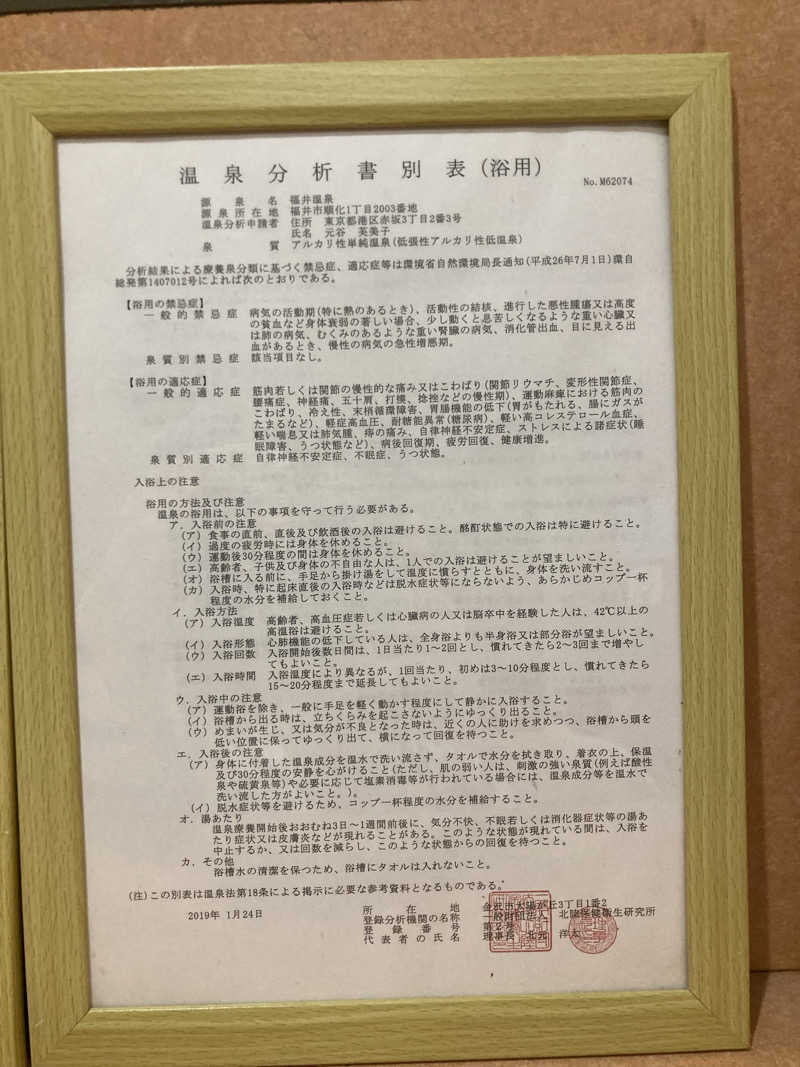 温泉分析書別表(浴用)
No.M62074
源泉名 福井温泉
源泉所在地 福井市順化1丁目2003番地
温泉分析申請者 住所 東京都港区赤坂3丁目2番3号
氏名 元谷 芙美子
泉質 アルカリ性単純温泉(低張性アルカリ性低温泉)
分析結果による療養泉分類に基づく禁忌症、適応症等は環境省自然環境局長通知(平成26年7月1日)環自
総発第1407012号によれば次のとおりである。
【浴用の禁忌症】
一般的禁忌症 病気の活動期(特に熱のあるとき)、活動性の結核、進行した悪性腫瘍又は高度
の貧血など身体衰弱の著しい場合、少し動くと息苦しくなるような重い心臓又
は肺の病気、むくみのあるような重い腎臓の病気、消化管出血、目に見える出
血があるとき、慢性の病気の急性増悪期。
泉質別禁忌症 該当項目なし。
【浴用の適応症】
一般的適応症 筋肉若しくは関節の慢性的な痛み又はこわばり(関節リウマチ、変形性関節症、
腰痛症、神経痛、五十肩、打撲、捻挫などの慢性期)、運動麻痺における筋肉の
こわばり、冷え性、末梢循環障害、胃腸機能の低下(胃がもたれる、腸にガスが
たまるなど)、軽症高血圧、耐糖能異常(糖尿病)、軽い高コレステロール血症、
軽い喘息又は肺気腫、痔の痛み、自律神経不安定症、ストレスによる諸症状(睡
眠障害、うつ状態など)、病後回復期、疲労回復、健康増進。
泉質別適応症 自律神経不安定症、不眠症、うつ状態。
入浴上の注意
浴用の方法及び注意
温泉の浴用は、以下の事項を守って行う必要がある。
ア．入浴前の注意
(ア) 食事の直前、直後及び飲酒後の入浴は避けること。酩酊状態での入浴は特に避けること。
(イ) 過度の疲労時には身体を休めること。
(ウ) 運動後30分程度の間は身体を休めること。
(エ) 高齢者、子供及び身体の不自由な人は、1人での入浴は避けることが望ましいこと。
(オ) 浴槽に入る前に、手足から掛け湯をして温度に慣らすとともに、身体を洗い流すこと。
(カ) 入浴時、特に起床直後の入浴時などは脱水症状等にならないよう、あらかじめコップ一杯
程度の水分を補給しておくこと。
イ．入浴方法
(ア) 入浴温度 高齢者、高血圧症若しくは心臓病の人又は脳卒中を経験した人は、42℃以上の
高温浴は避けること。
(イ) 入浴形態 心肺機能の低下している人は、全身浴よりも半身浴又は部分浴が望ましいこと。
(ウ) 入浴回数 入浴開始後数日間は、1日当たり1～2回とし、慣れてきたら2～3回まで増やし
てもよいこと。
(エ) 入浴時間 入浴温度により異なるが、1回当たり、初めは3～10分程度とし、慣れてきたら
15～20分程度まで延長してもよいこと。
ウ．入浴中の注意
(ア) 運動浴を除き、一般に手足を軽く動かす程度にして静かに入浴すること。
(イ) 浴槽から出る時は、立ちくらみを起こさないようにゆっくり出ること。
(ウ) めまいが生じ、又は気分が不良となった時は、近くの人に助けを求めつつ、浴槽から頭を
低い位置に保ってゆっくり出て、横になって回復を待つこと。
エ．入浴後の注意
(ア) 身体に付着した温泉成分を温水で洗い流さず、タオルで水分を拭き取り、着衣の上、保温
及び30分程度の安静を心がけること(ただし、肌の弱い人は、刺激の強い泉質(例えば酸性
泉や硫黄泉等)や必要に応じて塩素消毒等が行われている場合には、温泉成分等を温水で
洗い流した方がよいこと。)。
(イ) 脱水症状等を避けるため、コップ一杯程度の水分を補給すること。
オ．湯あたり
温泉療養開始後おおむね3日～1週間前後に、気分不快、不眠若しくは消化器症状等の湯あ
たり症状又は皮膚炎などが現れることがある。このような状態が現れている間は、入浴を
中止するか、又は回数を減らし、このような状態からの回復を待つこと。
カ．その他
浴槽水の清潔を保つため、浴槽にタオルは入れないこと。
(注)この別表は温泉法第18条による掲示に必要な参考資料となるものである。
2019年 1月24日
所在地 金沢市太陽が丘3丁目1番2
登録分析機関の名称 一般財団法人 北陸保健衛生研究所
登録番号 第2号
代表者の氏名 理事長 北元 洋太